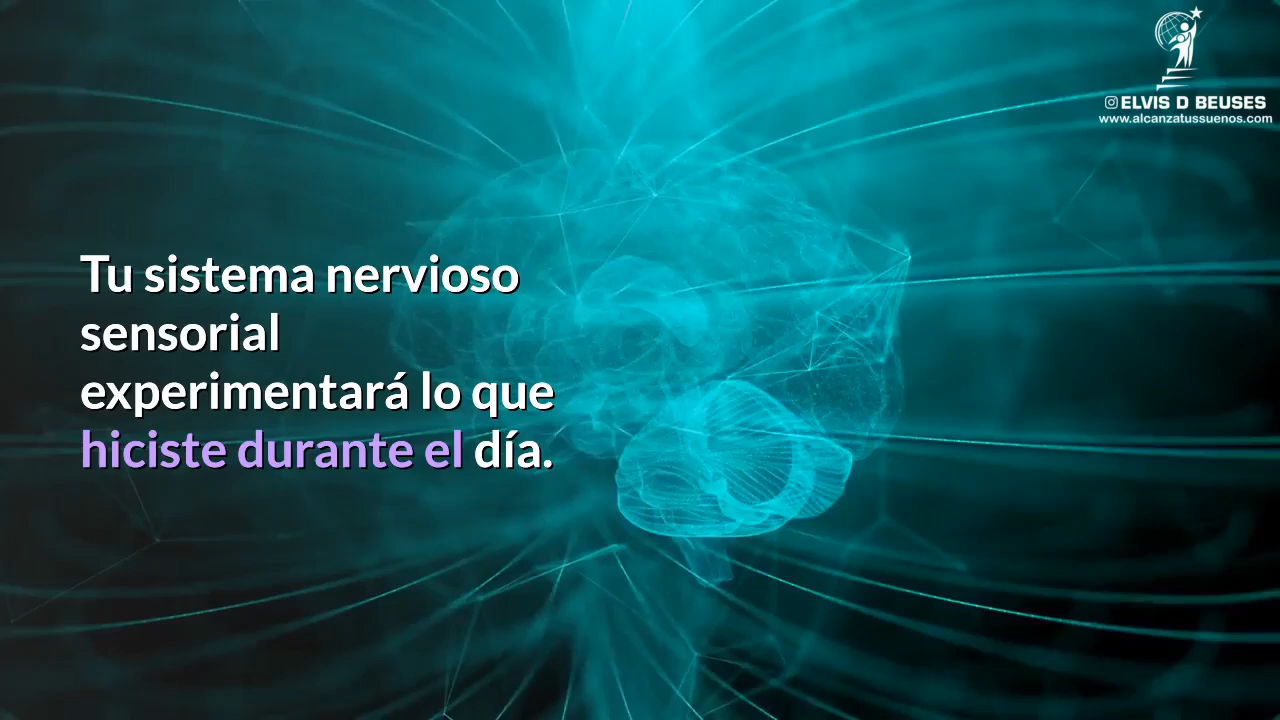 ELVIS D BEUSES
www.alcanzatussuenos.com
Tu sistema nervioso
sensorial
experimentará lo que
hiciste durante el día.